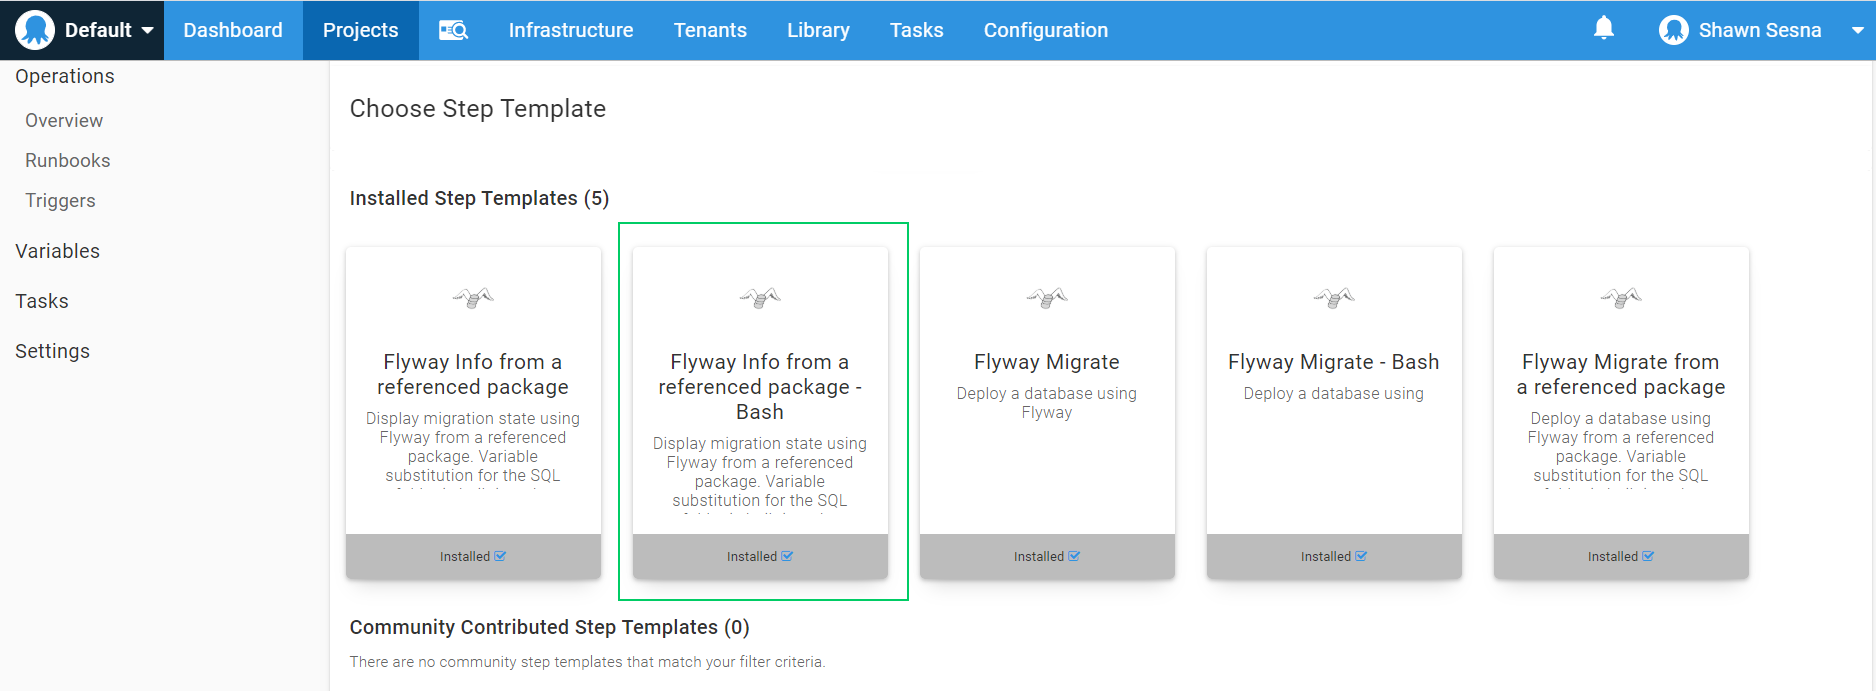 Default Dashboard Projects Infrastructure Tenants Library Tasks Configuration Shawn Sesna
Operations
Overview
Runbooks
Triggers
Variables
Tasks
Settings
Choose Step Template
Installed Step Templates (5)
Flyway Info from a
referenced package
Display migration state using
Flyway from a referenced
package. Variable
substitution for the SQL
Installed
Flyway Info from a
referenced package -
Bash
Display migration state using
Flyway from a referenced
package. Variable
substitution for the SQL
Installed
Flyway Migrate
Deploy a database using
Flyway
Installed
Flyway Migrate - Bash
Deploy a database using
Installed
Flyway Migrate from
a referenced package
Deploy a database using
Flyway from a referenced
package. Variable
substitution for the SQL
Installed
Community Contributed Step Templates (0)
There are no community step templates that match your filter criteria.